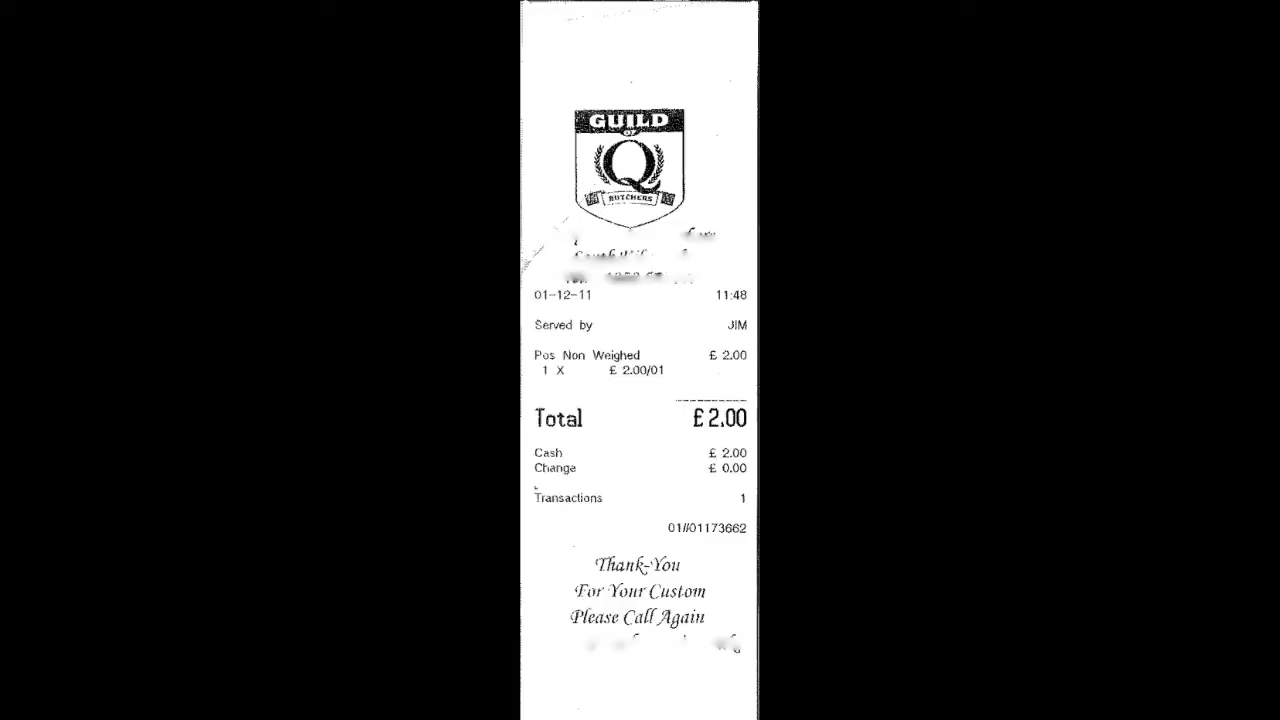 GUILD
OF
Q
BUTCHERS
01-12-11 11:48
Served by JIM
Pos Non Weighed £ 2.00
1 X £ 2.00/01
Total £2.00
Cash £ 2.00
Change £ 0.00
Transactions 1
01//01173662
Thank-You
For Your Custom
Please Call Again